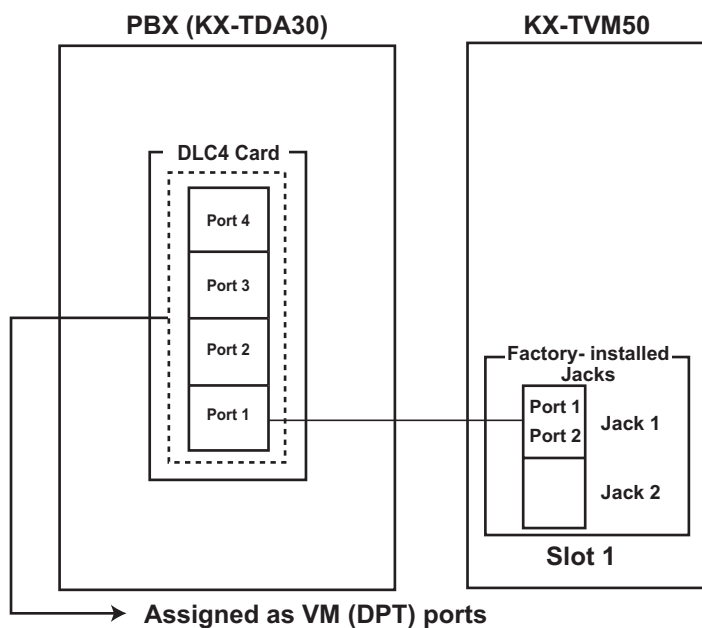 PBX (KX-TDA30)
KX-TVM50
DLC4 Card
Port 4
Port 3
Port 2
Port 1
Factory- installed
Jacks
Port 1
Port 2
Jack 1
Jack 2
Slot 1
Assigned as VM (DPT) ports